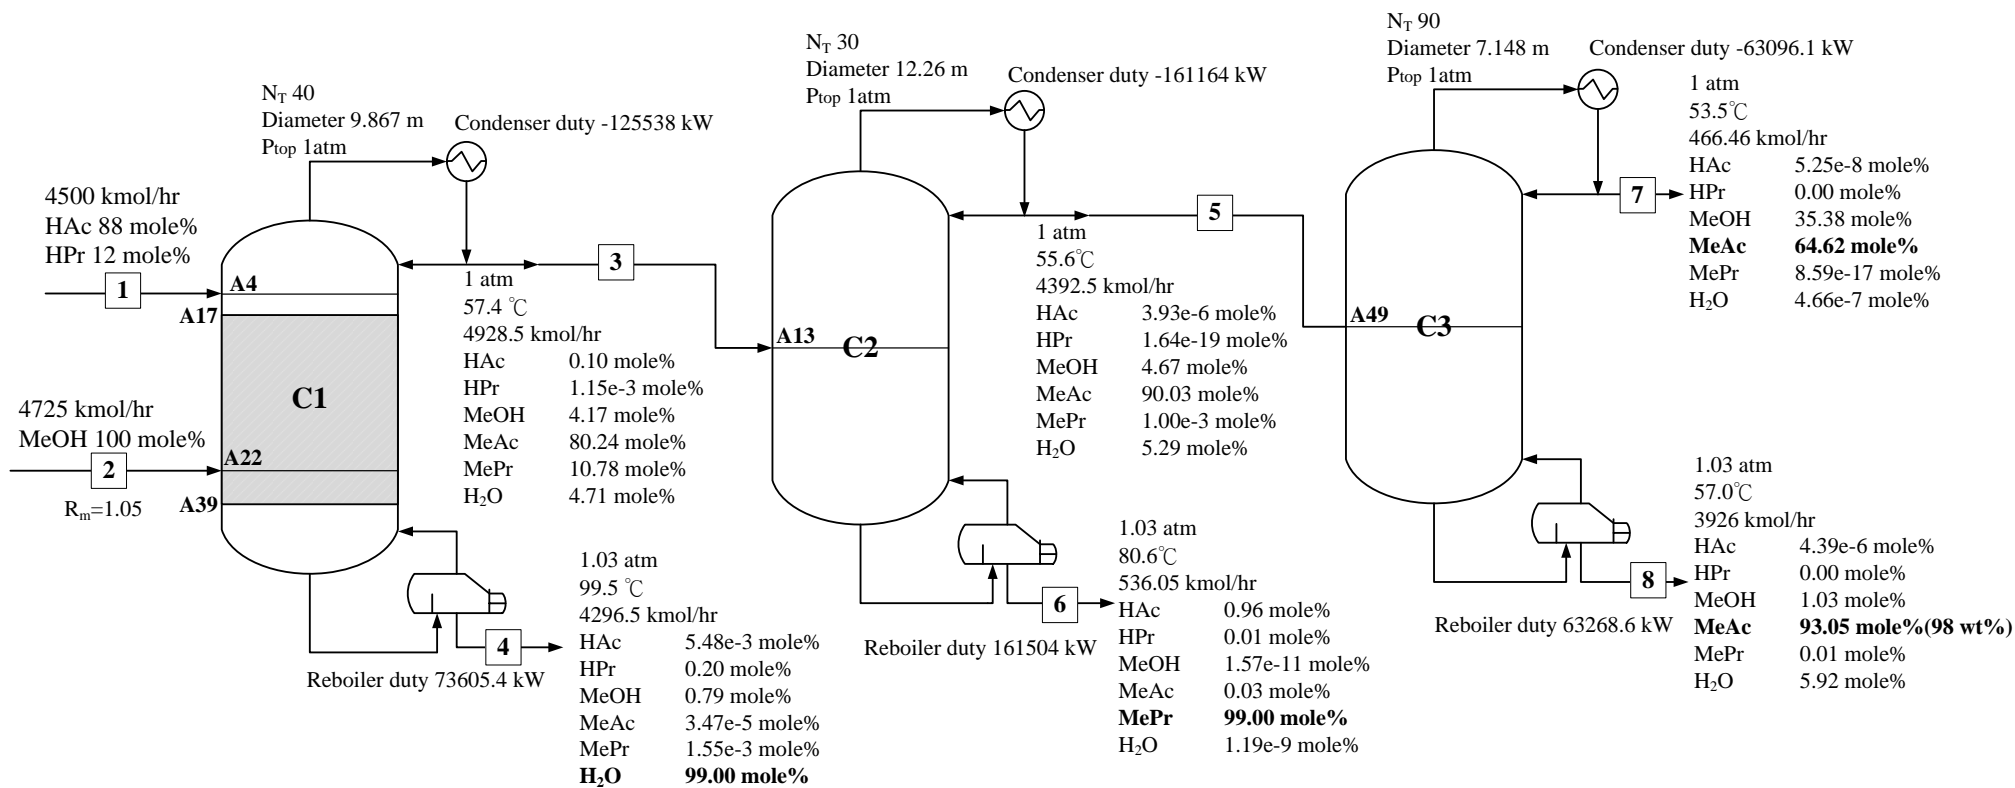 N_T 40
Diameter 9.867 m
Ptop 1atm
Condenser duty -125538 kW
4500 kmol/hr
HAc 88 mole%
HPr 12 mole%
1
A4
A17
C1
4725 kmol/hr
MeOH 100 mole%
2
A22
R_m=1.05
A39
3
1 atm
57.4 ℃
4928.5 kmol/hr
HAc 0.10 mole%
HPr 1.15e-3 mole%
MeOH 4.17 mole%
MeAc 80.24 mole%
MePr 10.78 mole%
H₂O 4.71 mole%
Reboiler duty 73605.4 kW
4
1.03 atm
99.5 ℃
4296.5 kmol/hr
HAc 5.48e-3 mole%
HPr 0.20 mole%
MeOH 0.79 mole%
MeAc 3.47e-5 mole%
MePr 1.55e-3 mole%
H₂O 99.00 mole%
N_T 30
Diameter 12.26 m
Ptop 1atm
Condenser duty -161164 kW
A13
C2
5
1 atm
55.6℃
4392.5 kmol/hr
HAc 3.93e-6 mole%
HPr 1.64e-19 mole%
MeOH 4.67 mole%
MeAc 90.03 mole%
MePr 1.00e-3 mole%
H₂O 5.29 mole%
Reboiler duty 161504 kW
6
1.03 atm
80.6℃
536.05 kmol/hr
HAc 0.96 mole%
HPr 0.01 mole%
MeOH 1.57e-11 mole%
MeAc 0.03 mole%
MePr 99.00 mole%
H₂O 1.19e-9 mole%
N_T 90
Diameter 7.148 m
Ptop 1atm
Condenser duty -63096.1 kW
A49
C3
7
1 atm
53.5℃
466.46 kmol/hr
HAc 5.25e-8 mole%
HPr 0.00 mole%
MeOH 35.38 mole%
MeAc 64.62 mole%
MePr 8.59e-17 mole%
H₂O 4.66e-7 mole%
Reboiler duty 63268.6 kW
8
1.03 atm
57.0℃
3926 kmol/hr
HAc 4.39e-6 mole%
HPr 0.00 mole%
MeOH 1.03 mole%
MeAc 93.05 mole%(98 wt%)
MePr 0.01 mole%
H₂O 5.92 mole%